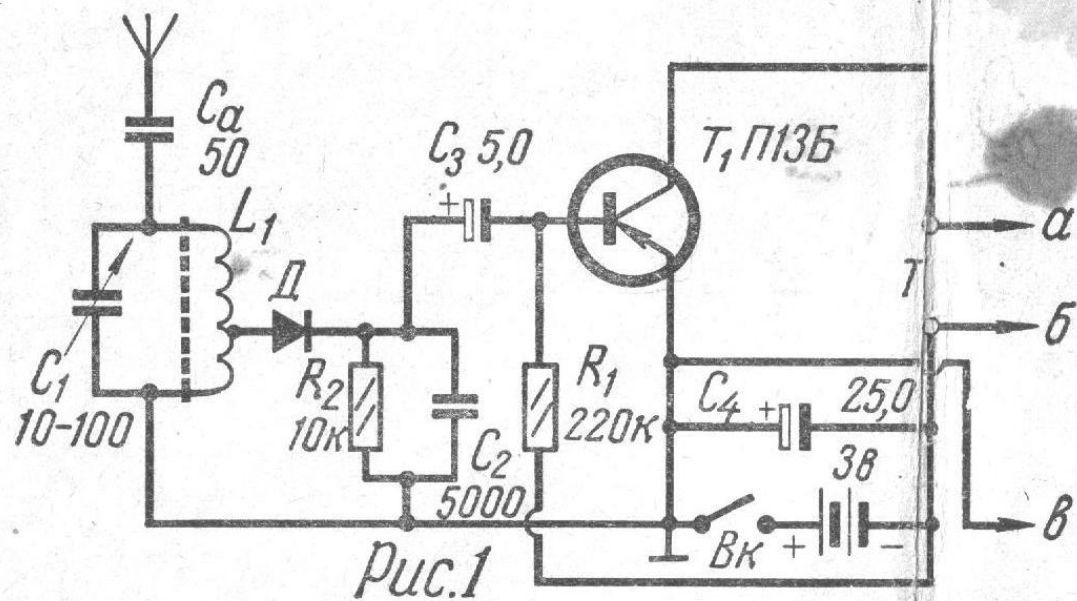 Cа
50
L₁
C₁
10-100
Д
R₂
10к
C₂
5000
C₃ 5,0
+
T₁ П13Б
R₁
220к
C₄ + 25,0
3в
Вк + −
Т
а
б
в
Рис.1